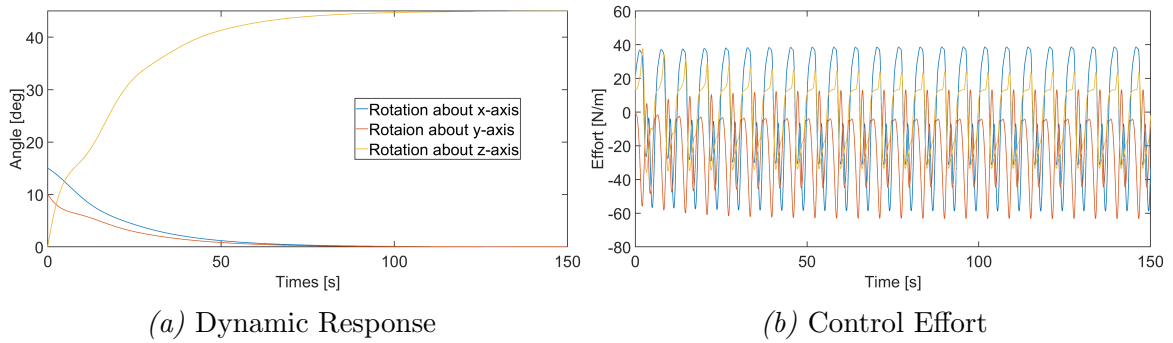 40
30
20
10
0
0
50
100
150
Angle [deg]
Times [s]
Rotation about x-axis
Rotaion about y-axis
Rotation about z-axis
(a) Dynamic Response
60
40
20
0
-20
-40
-60
-80
0
50
100
150
Effort [N/m]
Time [s]
(b) Control Effort